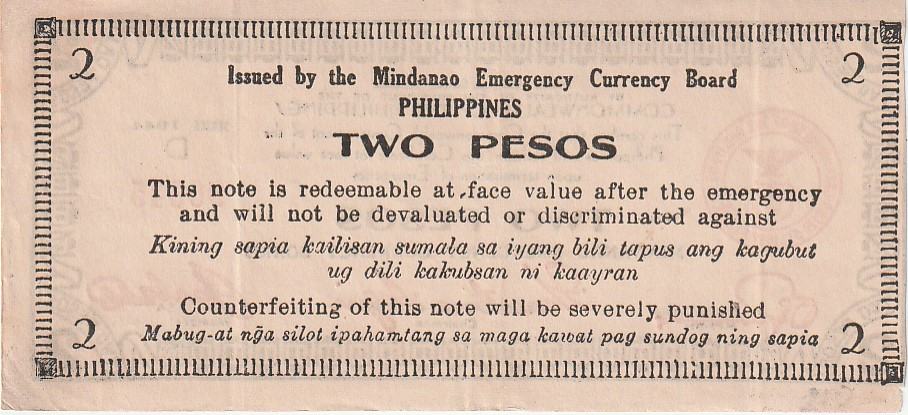 2 2
Issued by the Mindanao Emergency Currency Board
PHILIPPINES
TWO PESOS
This note is redeemable at face value after the emergency
and will not be devaluated or discriminated against
Kining sapia kailisan sumala sa iyang bili tapus ang kagubut
ug dili kakubsan ni kaayran
Counterfeiting of this note will be severely punished
Mabug-at nḡa silot ipahamtang sa maga kawat pag sundog ning sapia
2 2